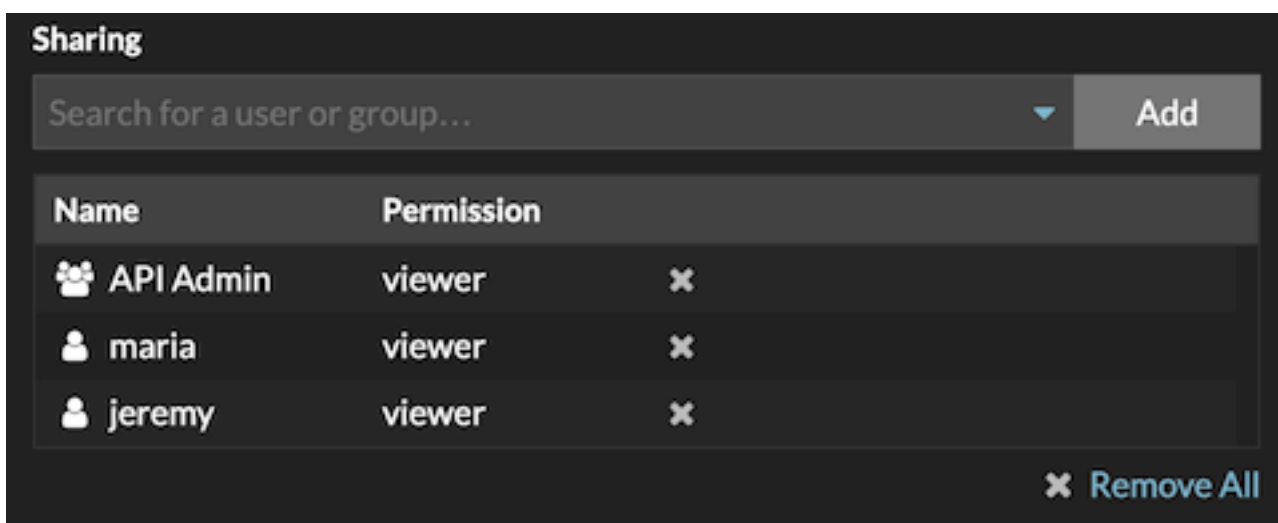 Sharing
Search for a user or group... Add
Name Permission
API Admin viewer
maria viewer
jeremy viewer
Remove All